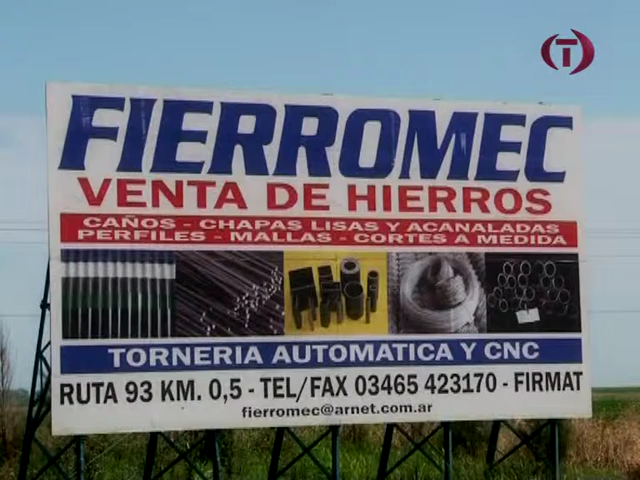 T
FIERROMEC
VENTA DE HIERROS
CAÑOS - CHAPAS LISAS Y ACANALADAS
PERFILES - MALLAS - CORTES A MEDIDA
TORNERIA AUTOMATICA Y CNC
RUTA 93 KM. 0,5 - TEL/FAX 03465 423170 - FIRMAT
fierromec@arnet.com.ar